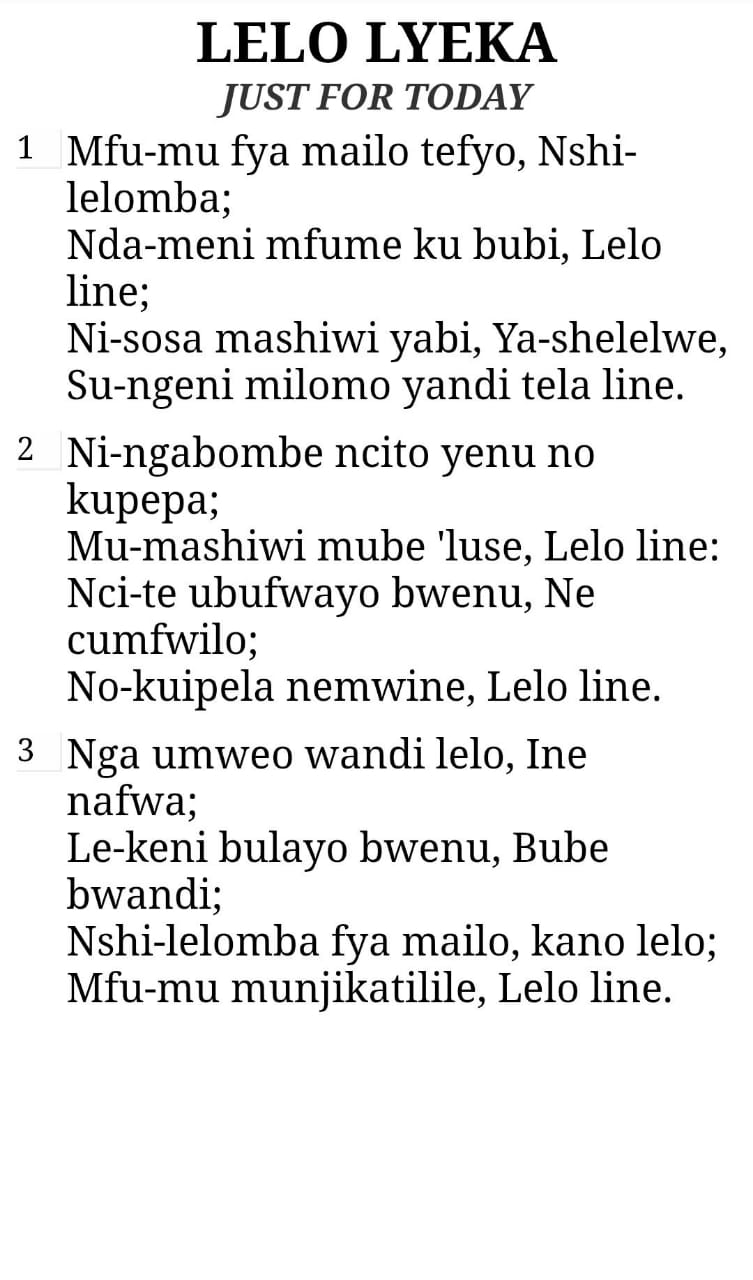 LELO LYEKA
JUST FOR TODAY
1 Mfu-mu fya mailo tefyo, Nshi-
lelomba;
Nda-meni mfume ku bubi, Lelo
line;
Ni-sosa mashiwi yabi, Ya-shelelwe,
Su-ngeni milomo yandi tela line.
2 Ni-ngabombe ncito yenu no
kupepa;
Mu-mashiwi mube 'luse, Lelo line:
Nci-te ubufwayo bwenu, Ne
cumfwilo;
No-kuipela nemwine, Lelo line.
3 Nga umweo wandi lelo, Ine
nafwa;
Le-keni bulayo bwenu, Bube
bwandi;
Nshi-lelomba fya mailo, kano lelo;
Mfu-mu munjikatilile, Lelo line.